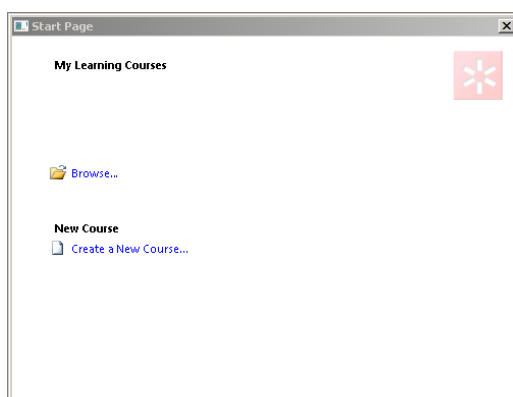 Start Page
My Learning Courses
Browse...
New Course
Create a New Course...